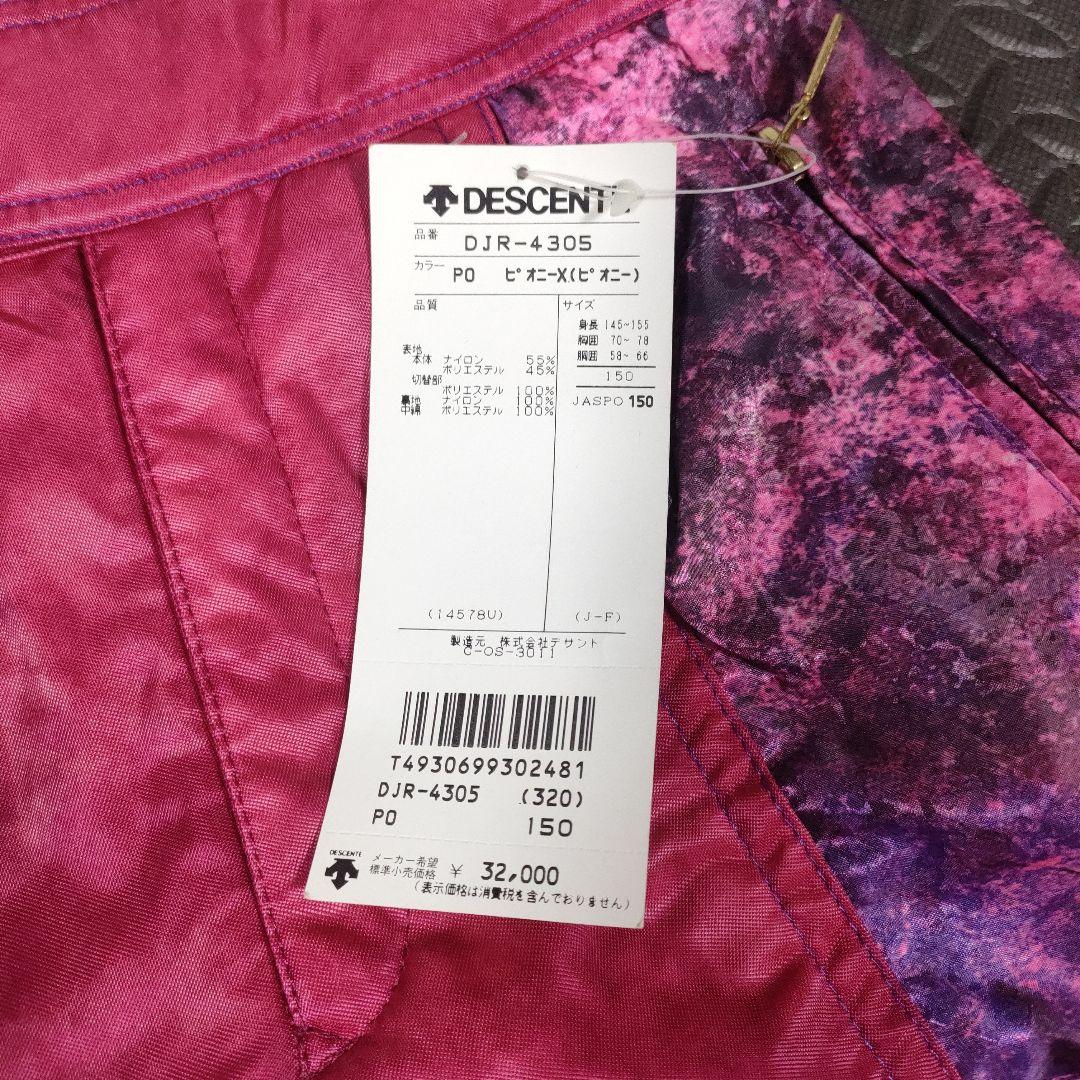 DESCENTE
品番 DJR-4305
カラー PO ピオニーX(ピオニー)
品質
表地
本体 ナイロン 55%
ポリエステル 45%
切替部
ポリエステル 100%
裏地 ナイロン 100%
中綿 ポリエステル 100%
(14578U)
サイズ
身長 145~155
胸囲 70~78
胴囲 58~66
150
JASPO 150
(J-F)
製造元 株式会社デサント
C-OS-3011
T4930699302481
DJR-4305 (320)
PO 150
DESCENTE
メーカー希望
標準小売価格 ¥ 32,000
(表示価格は消費税を含んでおりません)